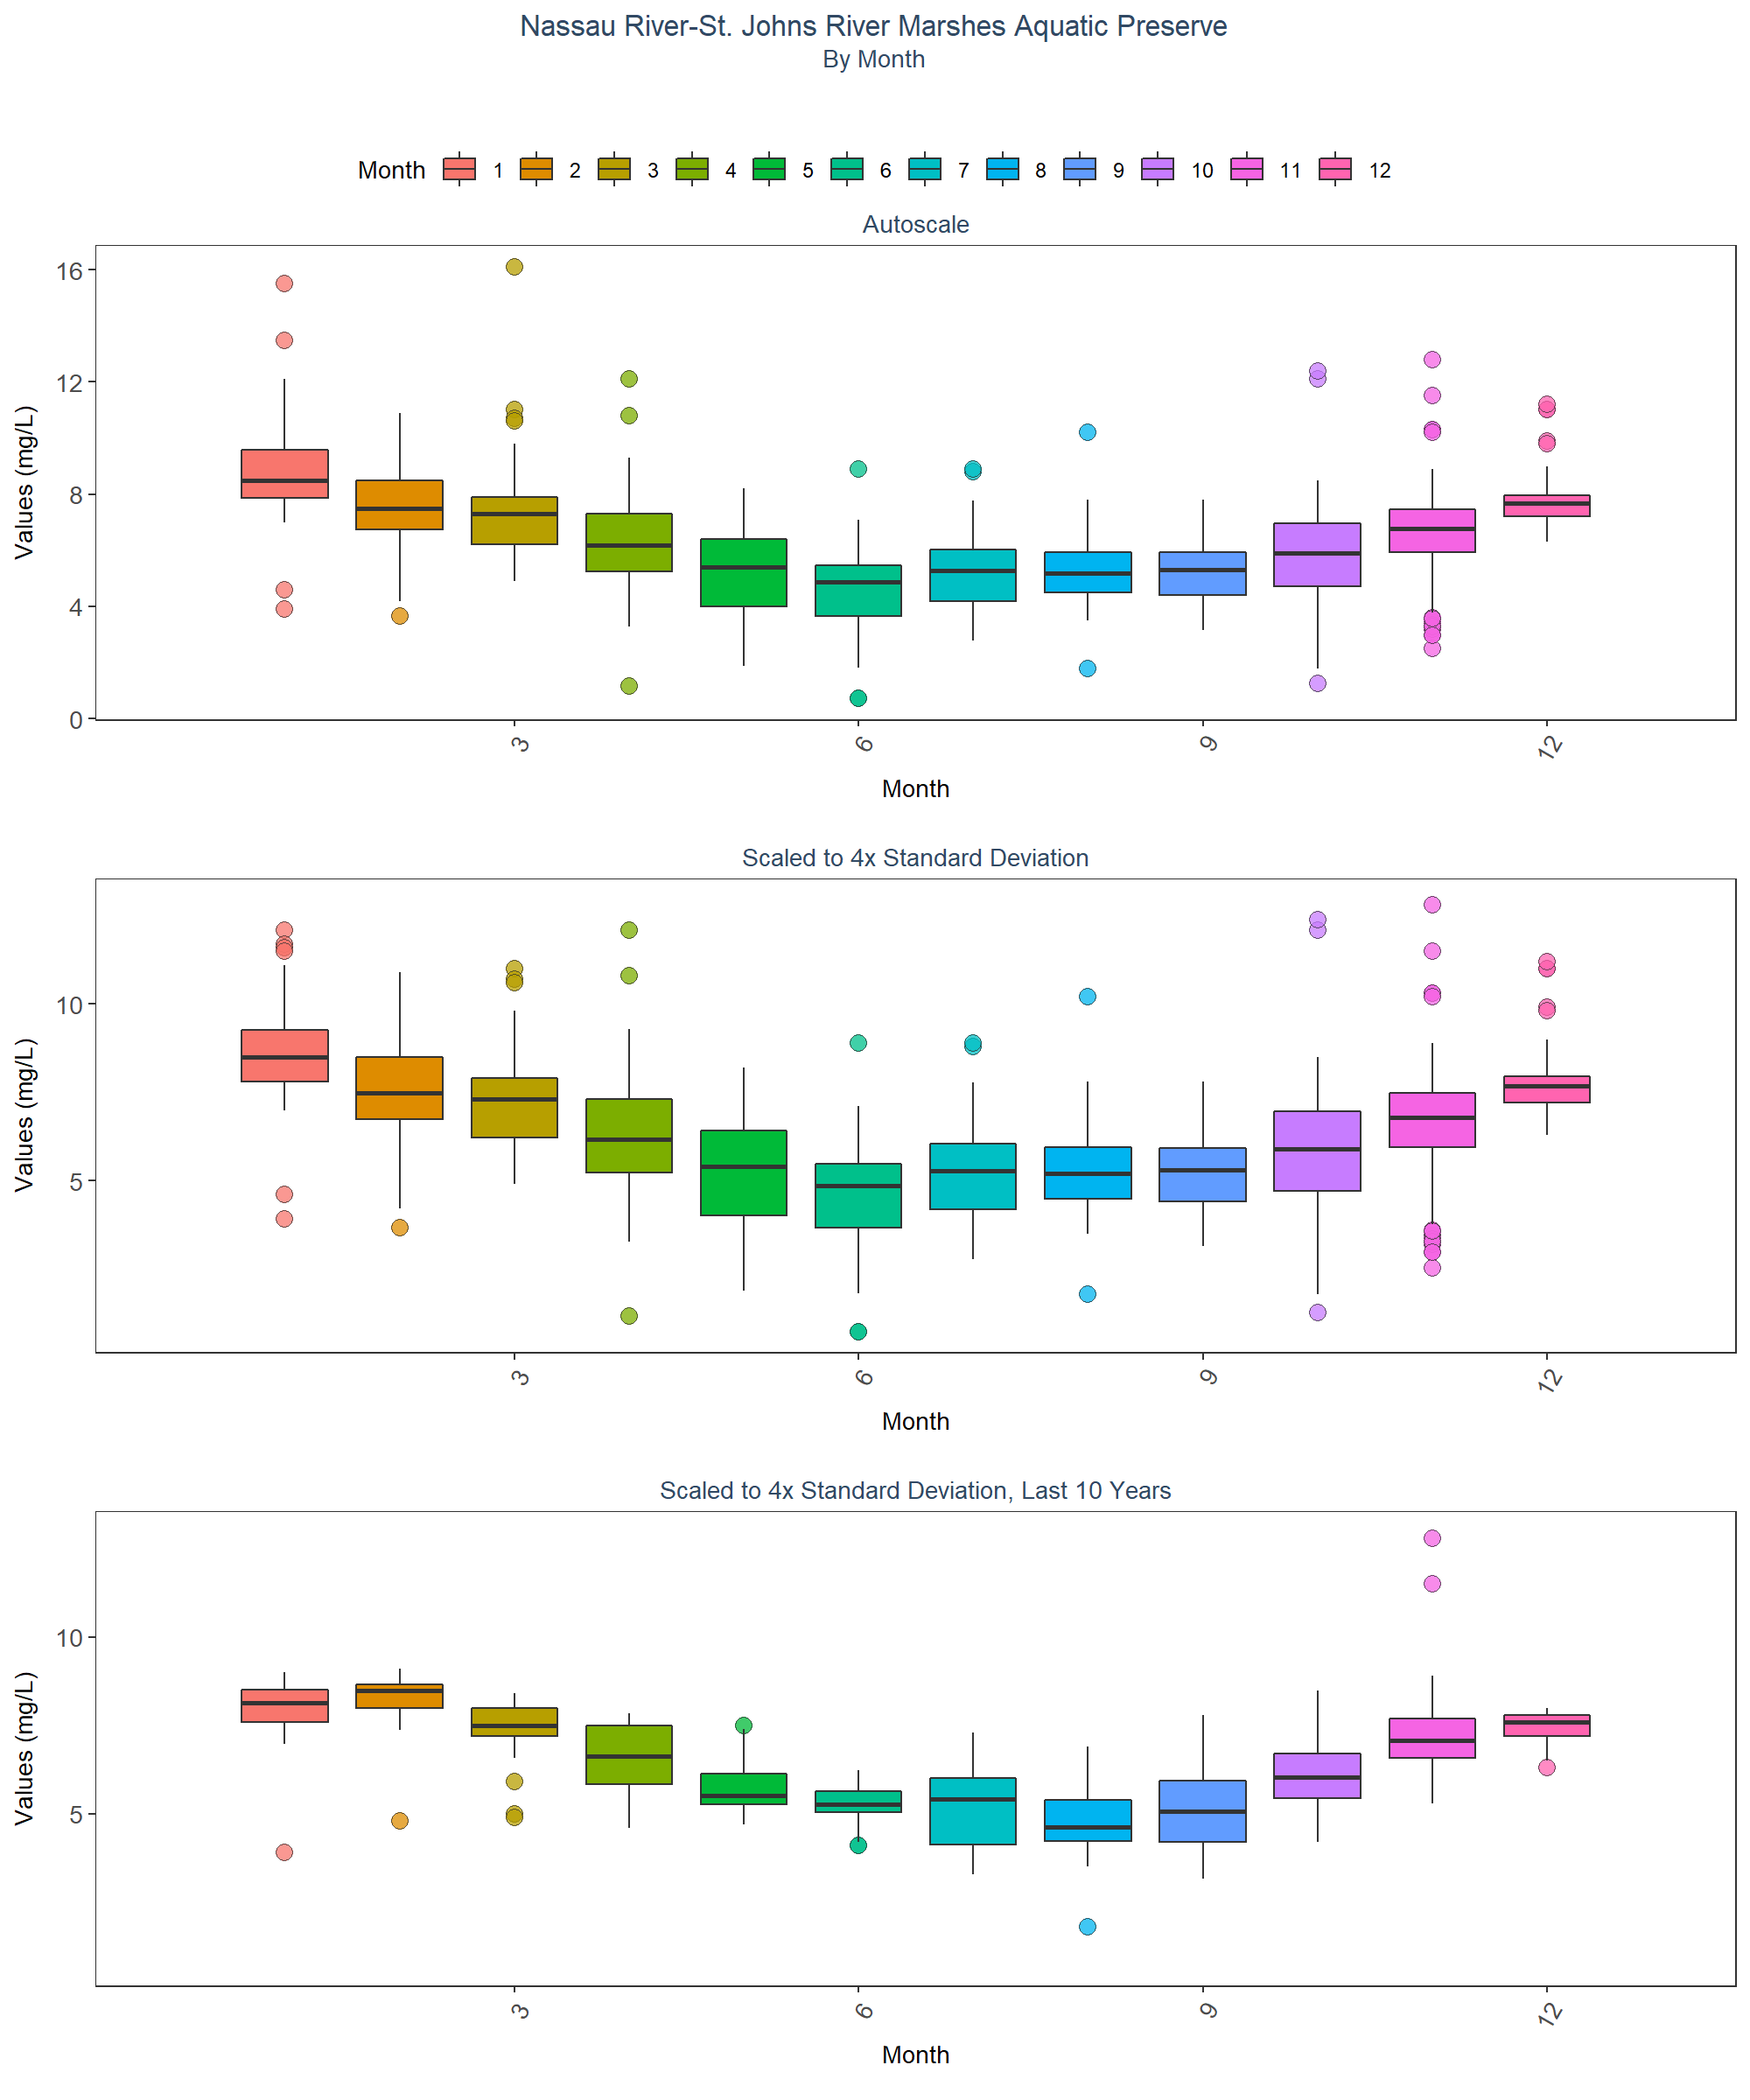 Nassau River-St. Johns River Marshes Aquatic Preserve
By Month
Month 1 2 3 4 5 6 7 8 9 10 11 12
Autoscale
16
12
8
4
0
Values (mg/L)
3 6 9 12
Month
Scaled to 4x Standard Deviation
10
5
Values (mg/L)
3 6 9 12
Month
Scaled to 4x Standard Deviation, Last 10 Years
10
5
Values (mg/L)
3 6 9 12
Month